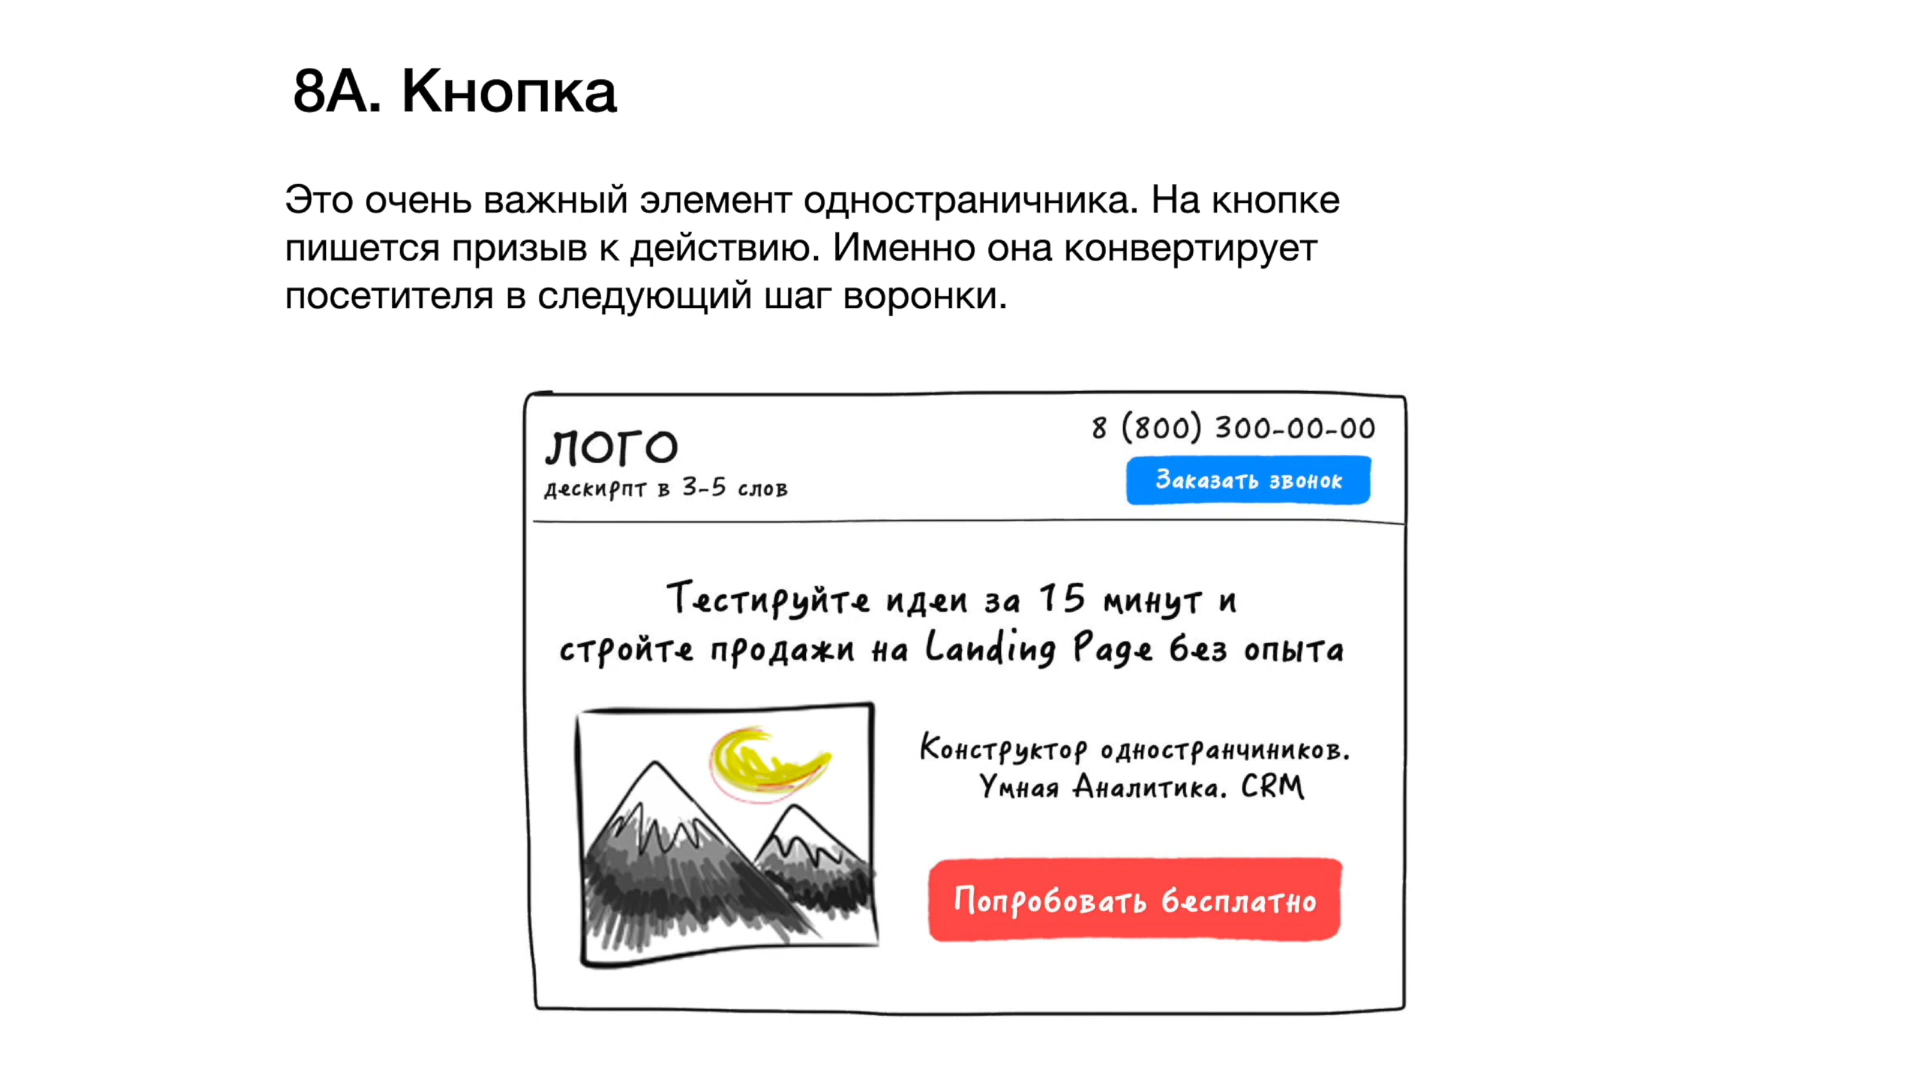 8А. Кнопка
Это очень важный элемент одностраничника. На кнопке
пишется призыв к действию. Именно она конвертирует
посетителя в следующий шаг воронки.
ЛОГО
дескирпт в 3-5 слов
8 (800) 300-00-00
Заказать звонок
Тестируйте идеи за 15 минут и
стройте продажи на Landing Page без опыта
Конструктор одностранчиников.
Умная Аналитика. CRM
Попробовать бесплатно